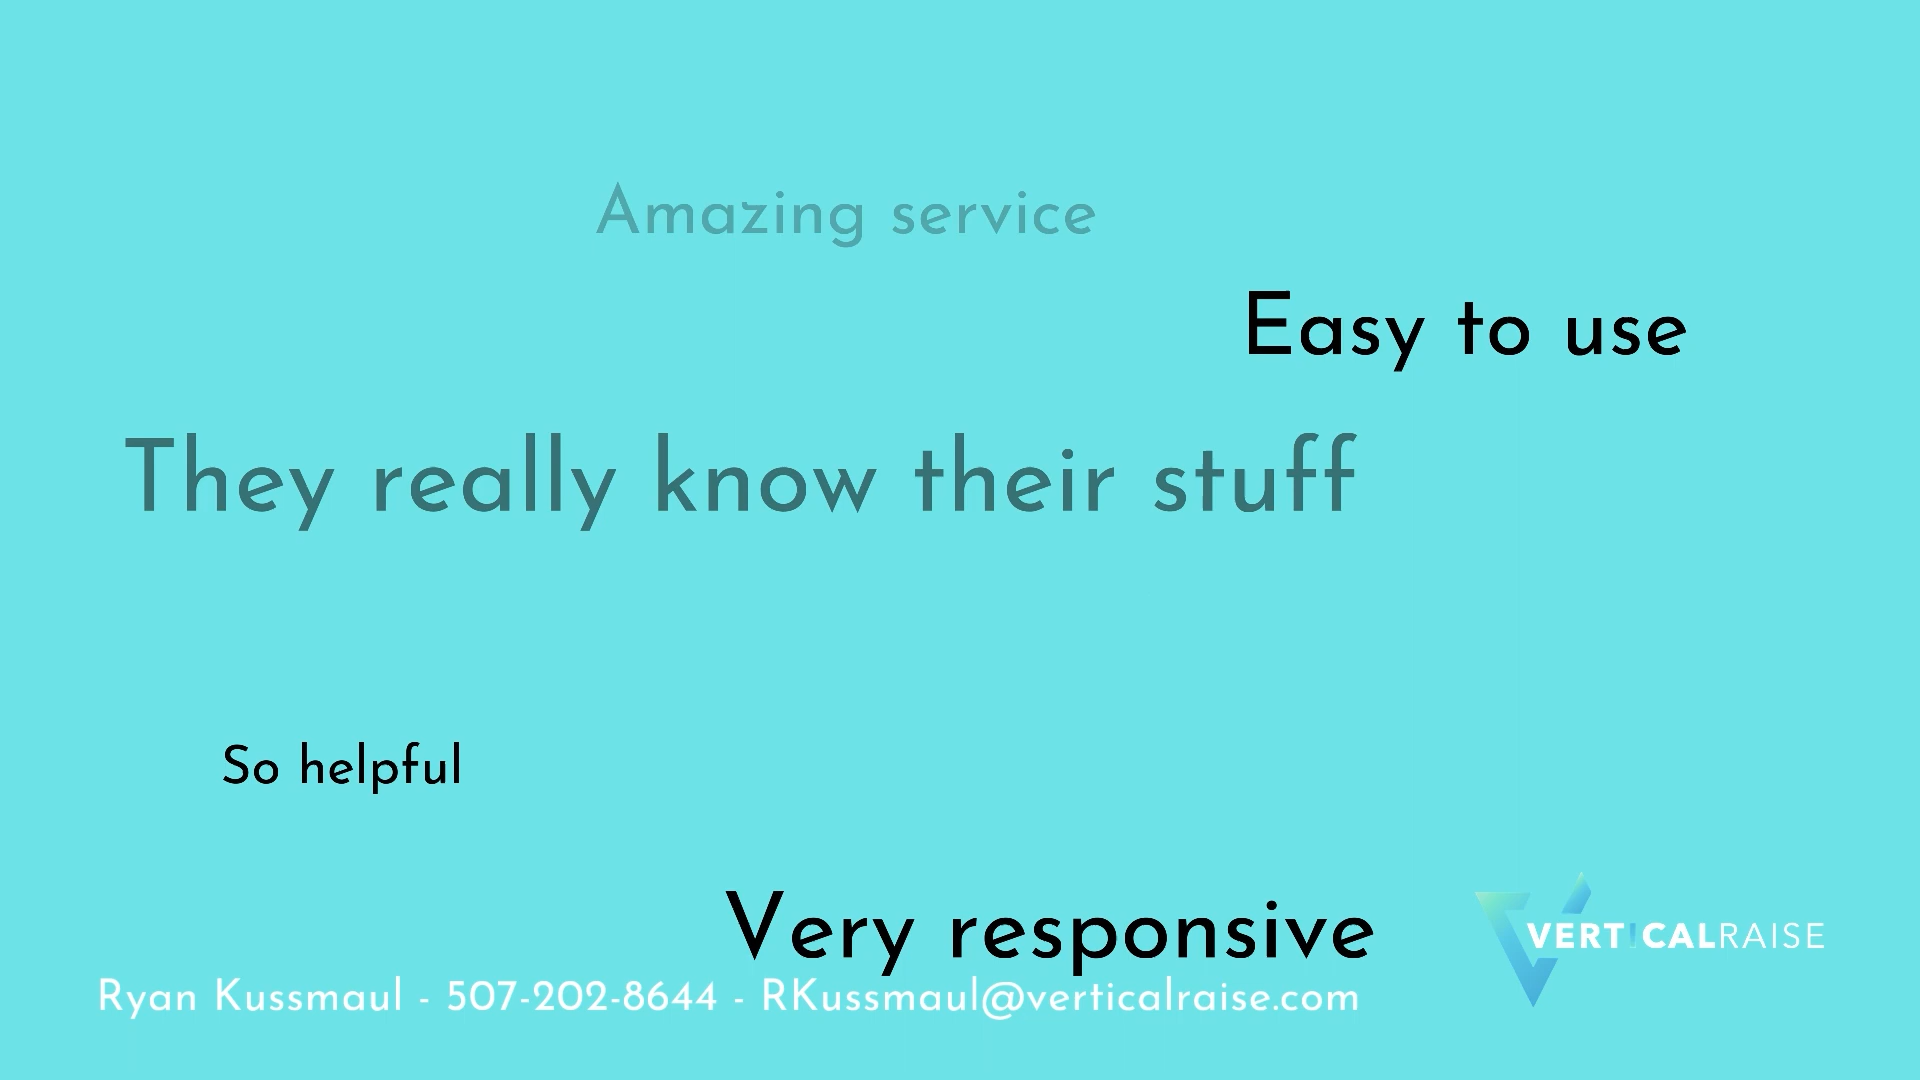 Amazing service
Easy to use
They really know their stuff
So helpful
Very responsive
VERTICALRAISE
Ryan Kussmaul - 507-202-8644 - RKussmaul@verticalraise.com